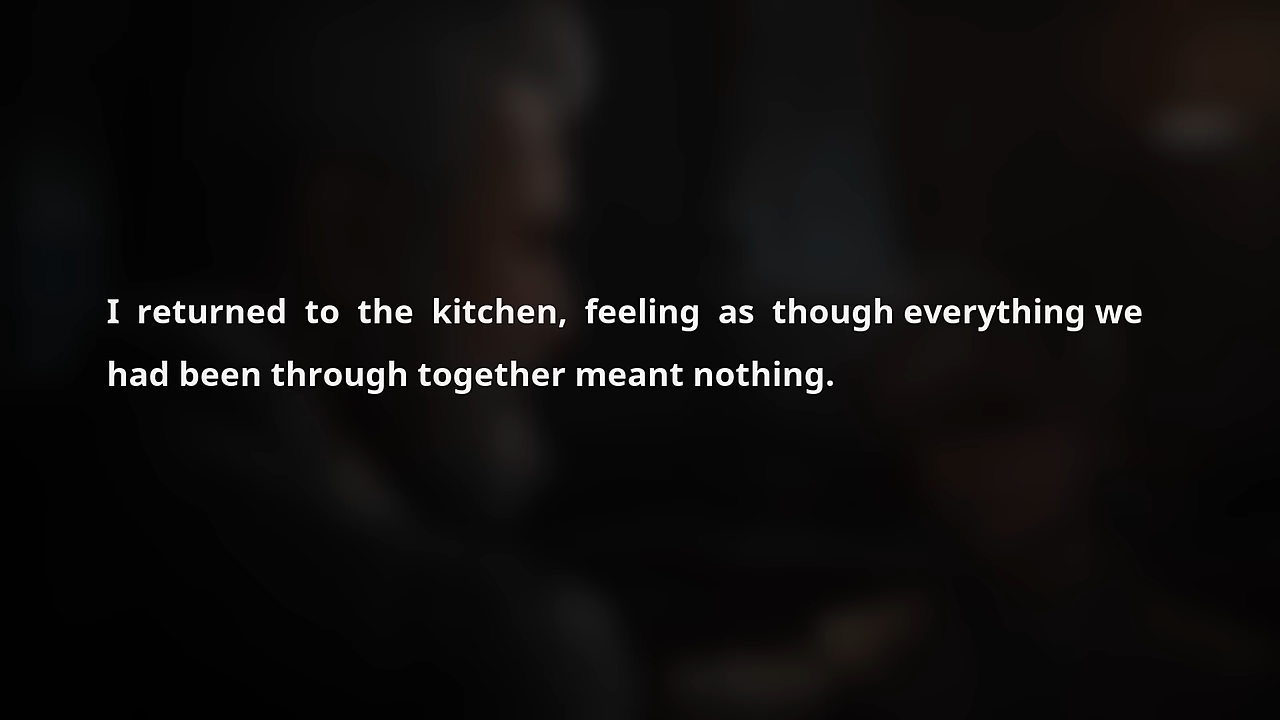 I returned to the kitchen, feeling as though everything we
had been through together meant nothing.